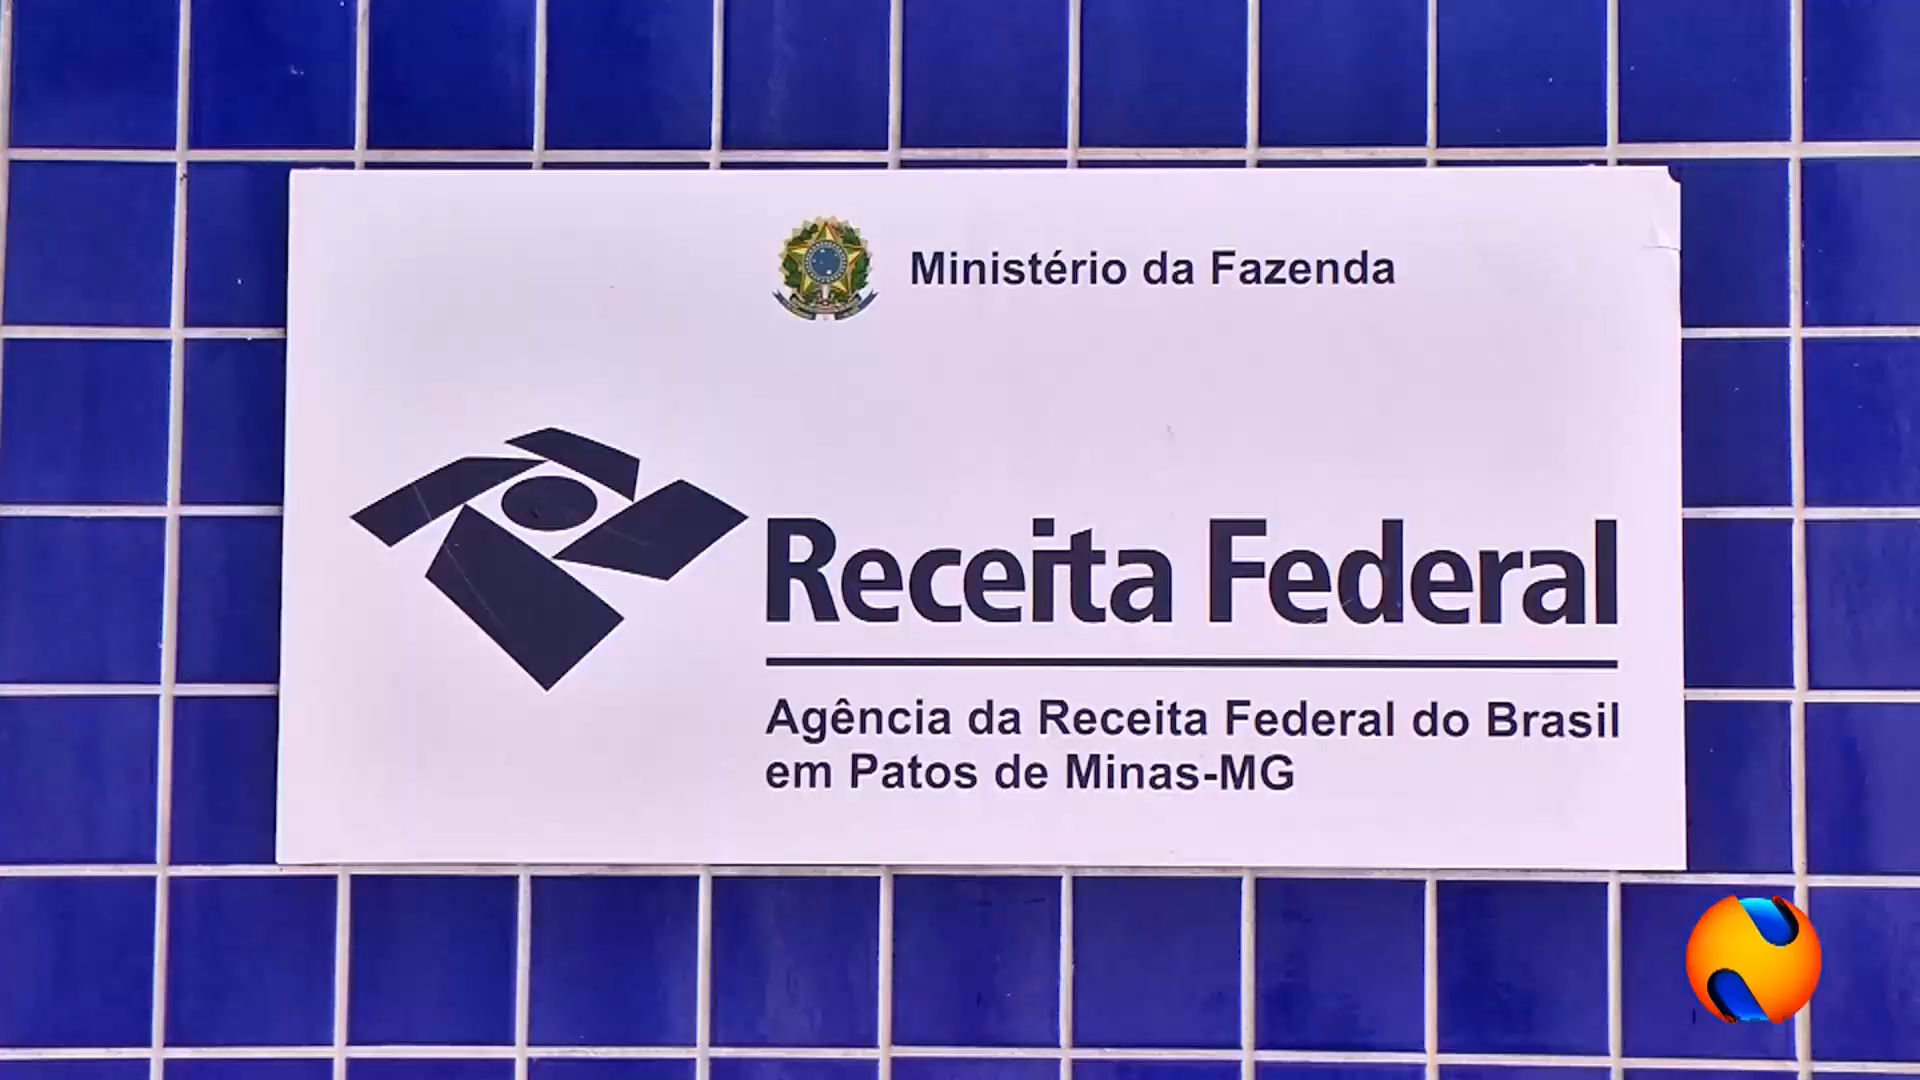 Ministério da Fazenda
Receita Federal
Agência da Receita Federal do Brasil
em Patos de Minas-MG